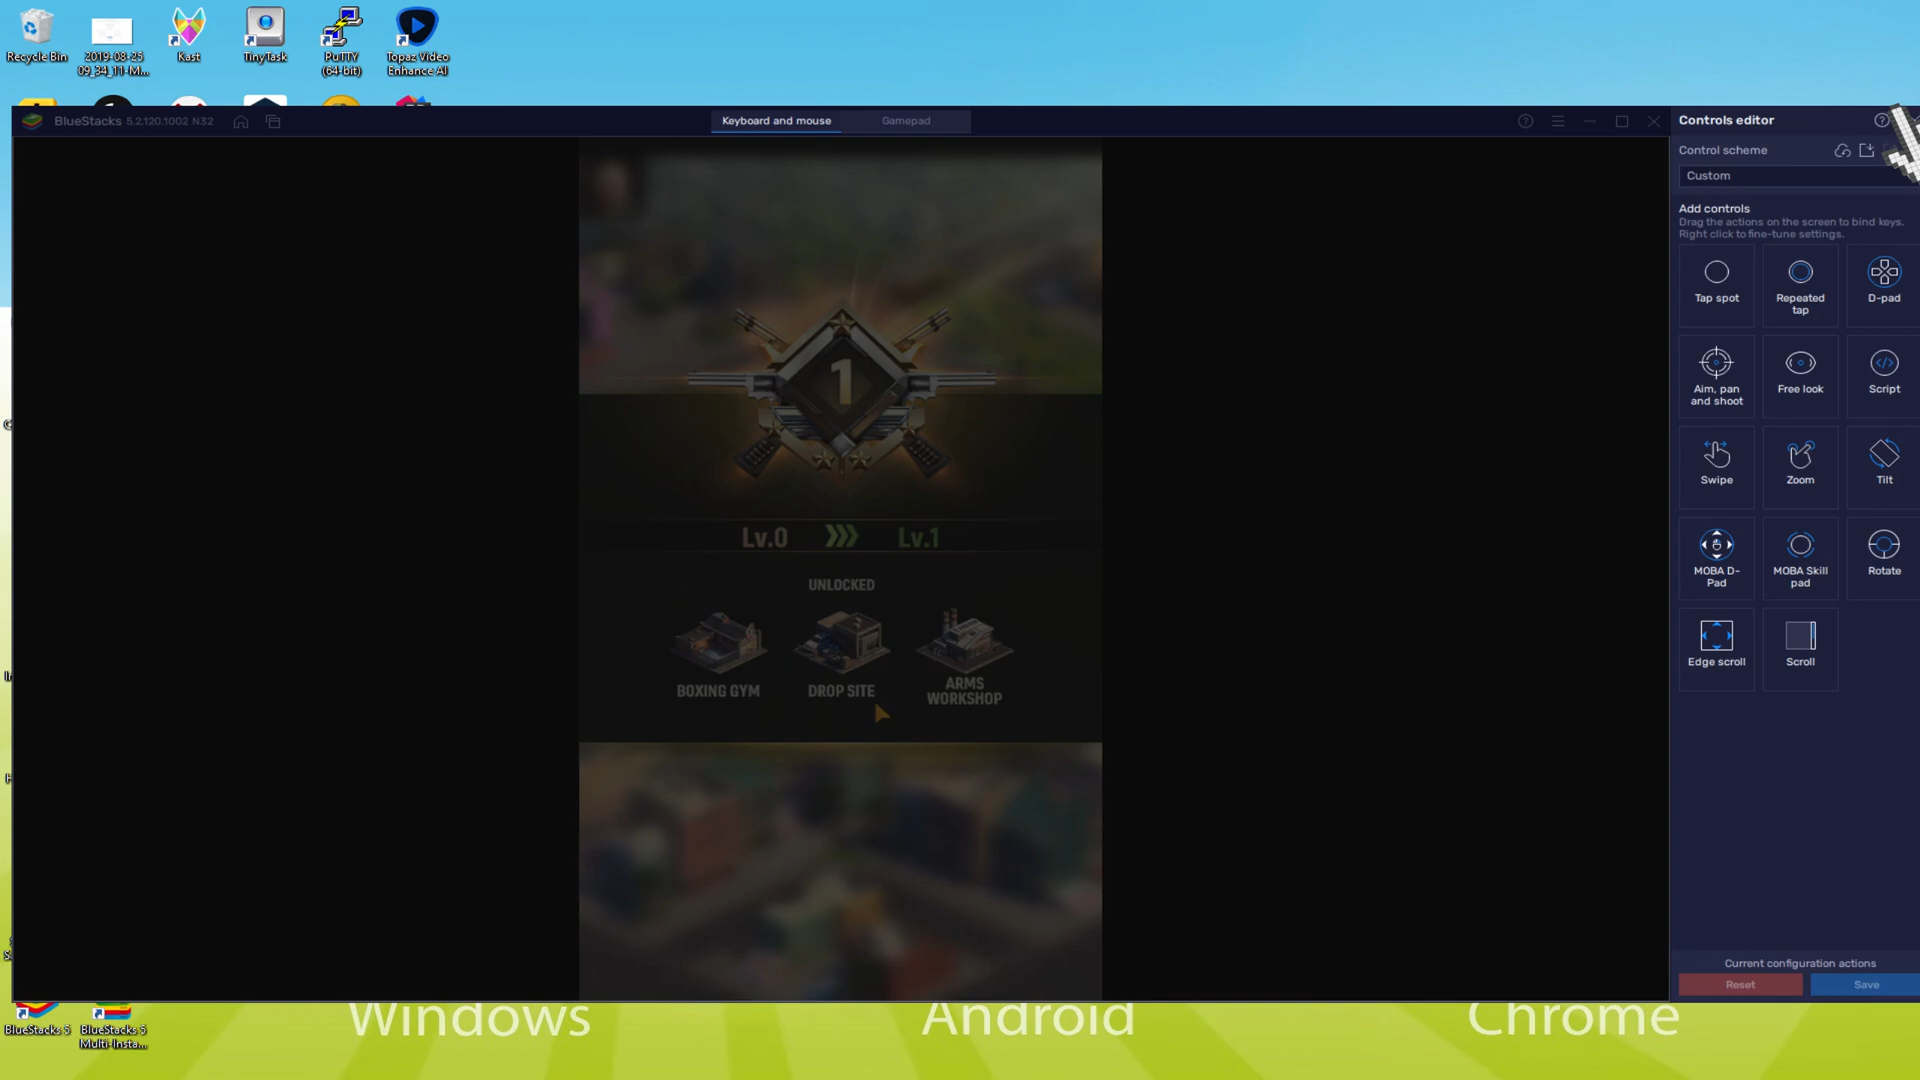 Recycle Bin
2019-08-25
09_34_11-M...
Kast
TinyTask
PuTTY
(64-bit)
Topaz Video
Enhance AI
BlueStacks 5.2.120.1002 N32
Keyboard and mouse
Gamepad
Controls editor
Control scheme
Custom
Add controls
Drag the actions on the screen to bind keys.
Right click to fine-tune settings.
Tap spot
Repeated
tap
D-pad
Aim, pan
and shoot
Free look
Script
Swipe
Zoom
Tilt
MOBA D-
Pad
MOBA Skill
pad
Rotate
Edge scroll
Scroll
Current configuration actions
Reset
Save
1
Lv.0
Lv.1
UNLOCKED
BOXING GYM
DROP SITE
ARMS
WORKSHOP
BlueStacks 5
BlueStacks 5
Multi-Insta...
Windows
Android
Chrome